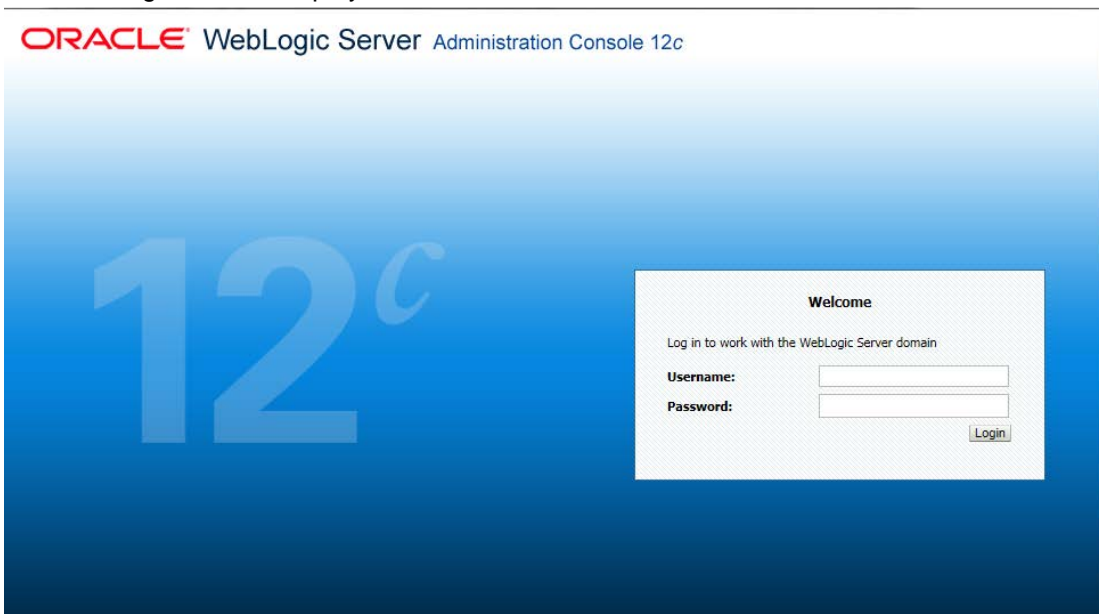 ORACLE WebLogic Server Administration Console 12c
12c
Welcome
Log in to work with the WebLogic Server domain
Username:
Password:
Login